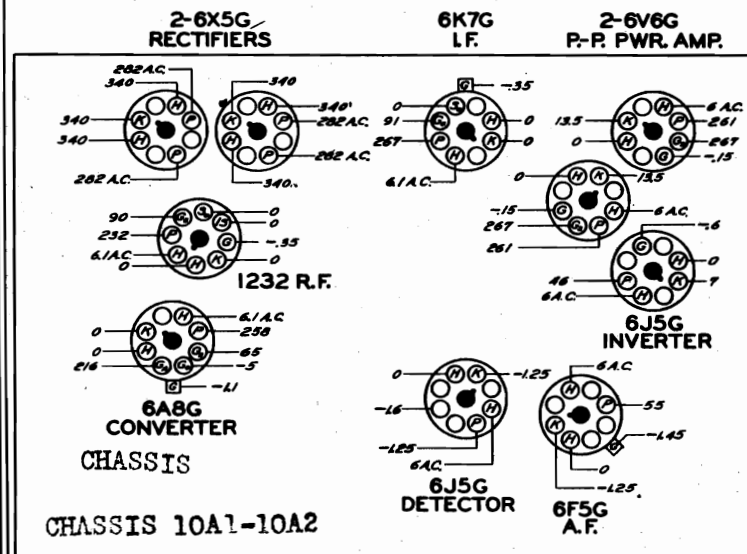 2-6X5G
RECTIFIERS
6K7G
I.F.
2-6V6G
P.-P. PWR. AMP.
282 A.C.
340
H
P
K
340
H
340
P
282 A.C.
340
H
340
P
282 A.C.
K
H
P
282 A.C.
340
G
-.35
0
S
91
G
267
P
H
0
K
0
H
6.1 A.C.
H
6 A.C.
13.5
K
P
261
0
H
G
267
G
-.15
0
H
K
13.5
-.15
G
H
6 A.C.
267
G
P
261
90
G
S
0
IS
0
232
P
G
-.35
6.1 A.C.
H
K
0
0
H
1232 R.F.
G
-.6
H
0
46
P
K
7
6 A.C.
H
6J5G
INVERTER
H
6.1 A.C.
0
K
P
258
0
H
G
65
216
G
G
-.5
G
-1.1
6A8G
CONVERTER
0
H
K
-1.25
-1.6
H
P
-1.25
6 A.C.
6J5G
DETECTOR
6 A.C.
H
P
55
K
G
-1.45
H
0
-1.25
6F5G
A.F.
CHASSIS
CHASSIS 10A1-10A2